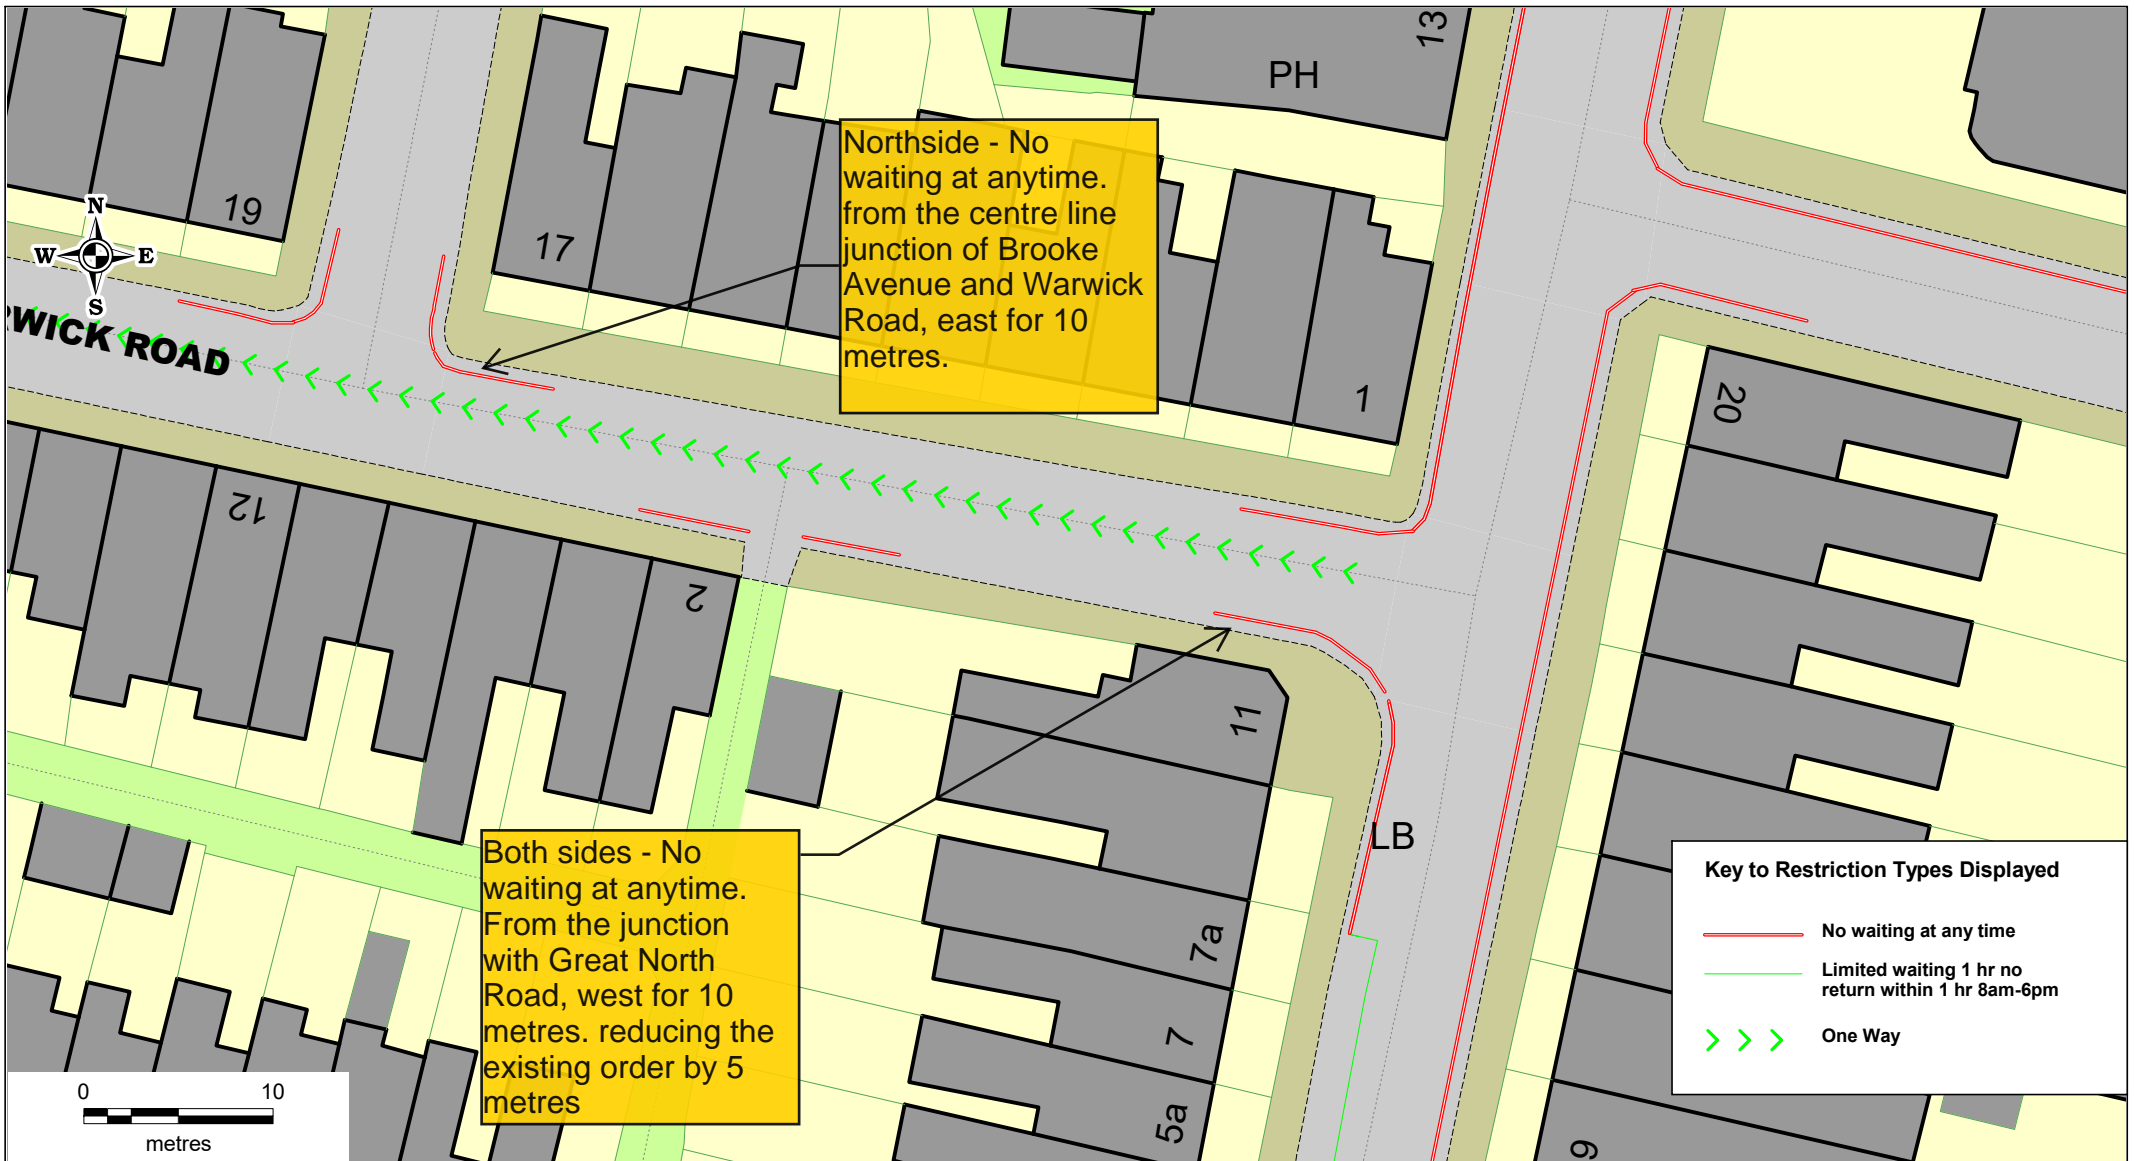 13
PH
Northside - No
waiting at anytime.
from the centre line
junction of Brooke
Avenue and Warwick
Road, east for 10
metres.
19
17
N
W E
S
RWICK ROAD
1
20
12
2
11
LB
Both sides - No
waiting at anytime.
From the junction
with Great North
Road, west for 10
metres. reducing the
existing order by 5
metres
7a
7
5a
9
Key to Restriction Types Displayed
No waiting at any time
Limited waiting 1 hr no
return within 1 hr 8am-6pm
One Way
0 10
metres